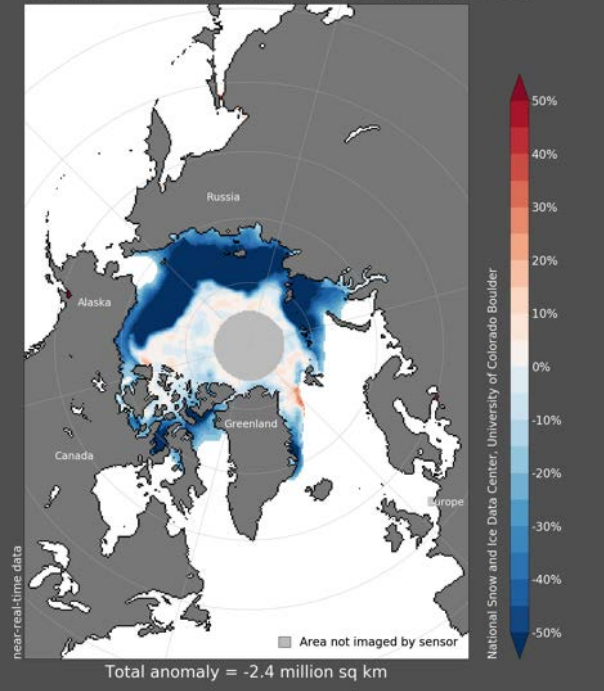 50%
40%
30%
20%
10%
0%
-10%
-20%
-30%
-40%
-50%
Russia
Alaska
Greenland
Canada
urope
National Snow and Ice Data Center, University of Colorado Boulder
near-real-time data
Area not imaged by sensor
Total anomaly = -2.4 million sq km